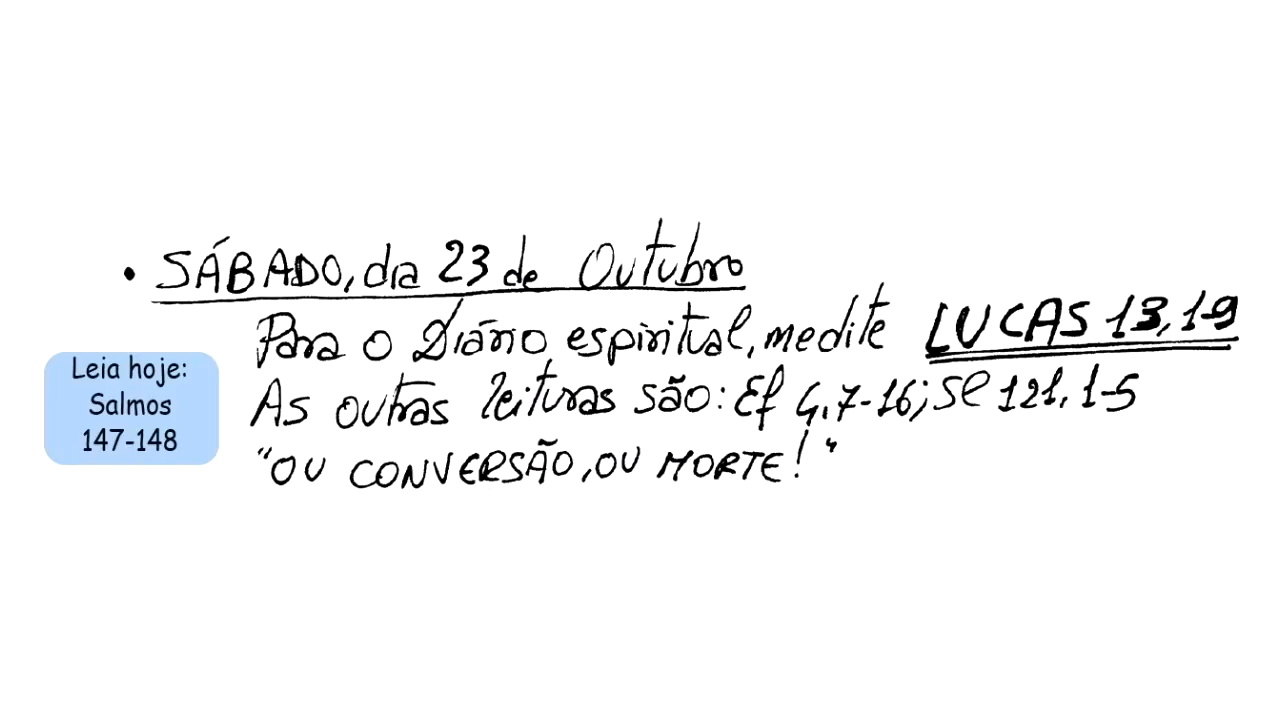 • SÁBADO, dia 23 de Outubro
Para o Diário espiritual, medite LUCAS 13,1-9
As outras leituras são: Ef 4,7-16; Sl 121, 1-5
"OU CONVERSÃO, OU MORTE!"
Leia hoje:
Salmos
147-148